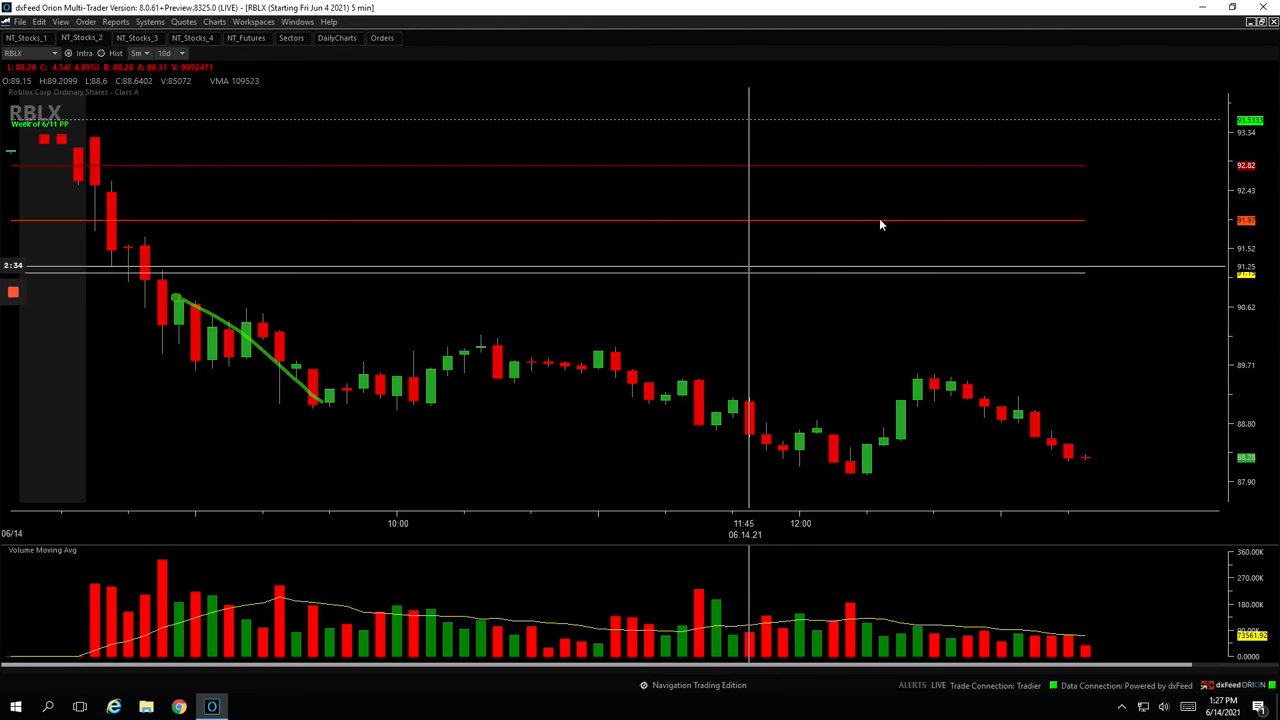 dxFeed Orion Multi-Trader Version: 8.0.61+Preview.8325.0 (LIVE) - [RBLX (Starting Fri Jun 4 2021) 5 min]
File Edit View Order Reports Systems Quotes Charts Workspaces Windows Help
NT_Stocks_1 NT_Stocks_2 NT_Stocks_3 NT_Stocks_4 NT_Futures Sectors DailyCharts Orders
RBLX Intra Hist 5m 10d
L: 88.28 C: -4.54( 4.89%) B: 88.28 A: 88.31 V: 9092471
O:89.15 H:89.2099 L:88.6 C:88.6402 V:85072 VMA 109523
Roblox Corp Ordinary Shares - Class A
RBLX
Week of 6/11 PP
93.5333
93.34
92.82
92.43
91.97
91.52
91.25
90.62
89.71
88.80
88.28
87.90
2:34
10:00 11:45 12:00
06/14 06.14.21
Volume Moving Avg
360.00K
270.00K
180.00K
73561.92
0.0000
Navigation Trading Edition
ALERTS LIVE Trade Connection: Tradier Data Connection: Powered by dxFeed dxFeed ORION
1:27 PM
6/14/2021